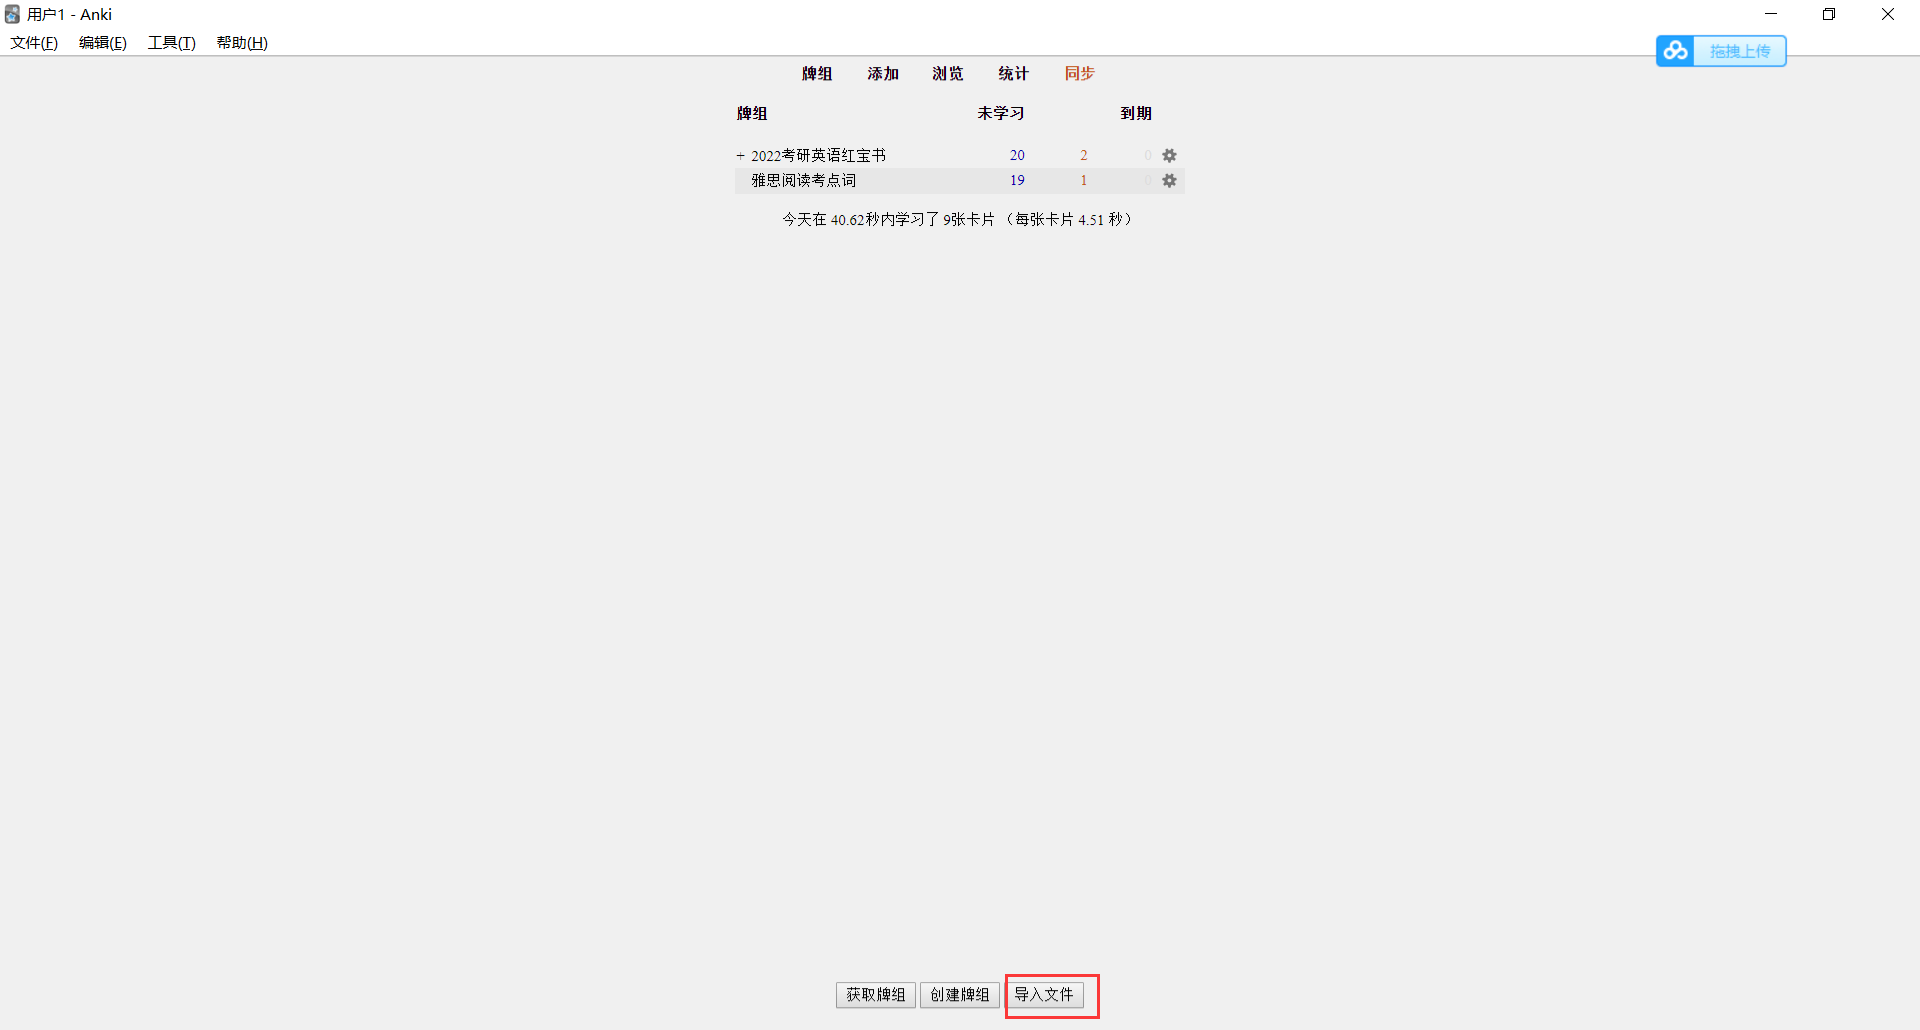 用户1 - Anki
文件(F) 编辑(E) 工具(T) 帮助(H)
拖拽上传
牌组 添加 浏览 统计 同步
牌组 未学习 到期
+ 2022考研英语红宝书 20 2 0
雅思阅读考点词 19 1 0
今天在 40.62秒内学习了 9张卡片 （每张卡片 4.51 秒）
获取牌组 创建牌组 导入文件